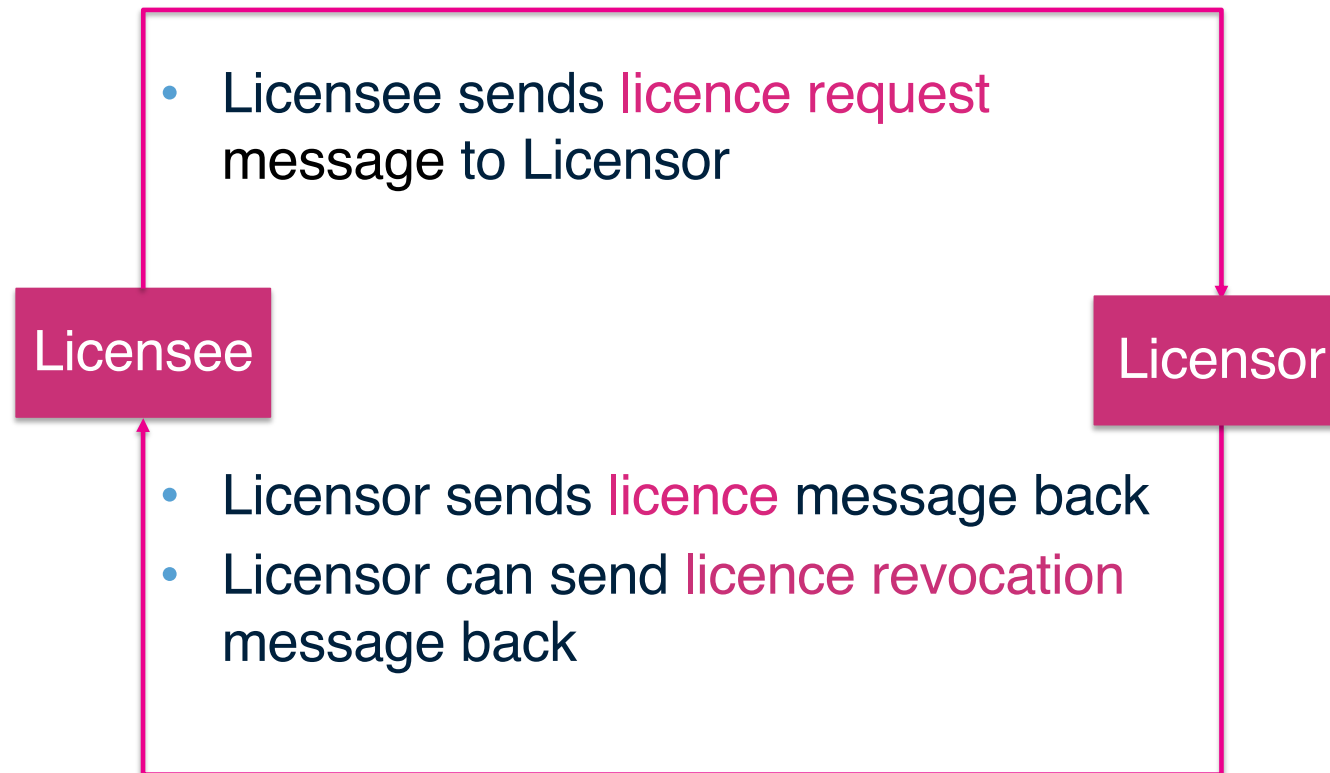 • Licensee sends licence request
message to Licensor
Licensee
Licensor
• Licensor sends licence message back
• Licensor can send licence revocation
message back